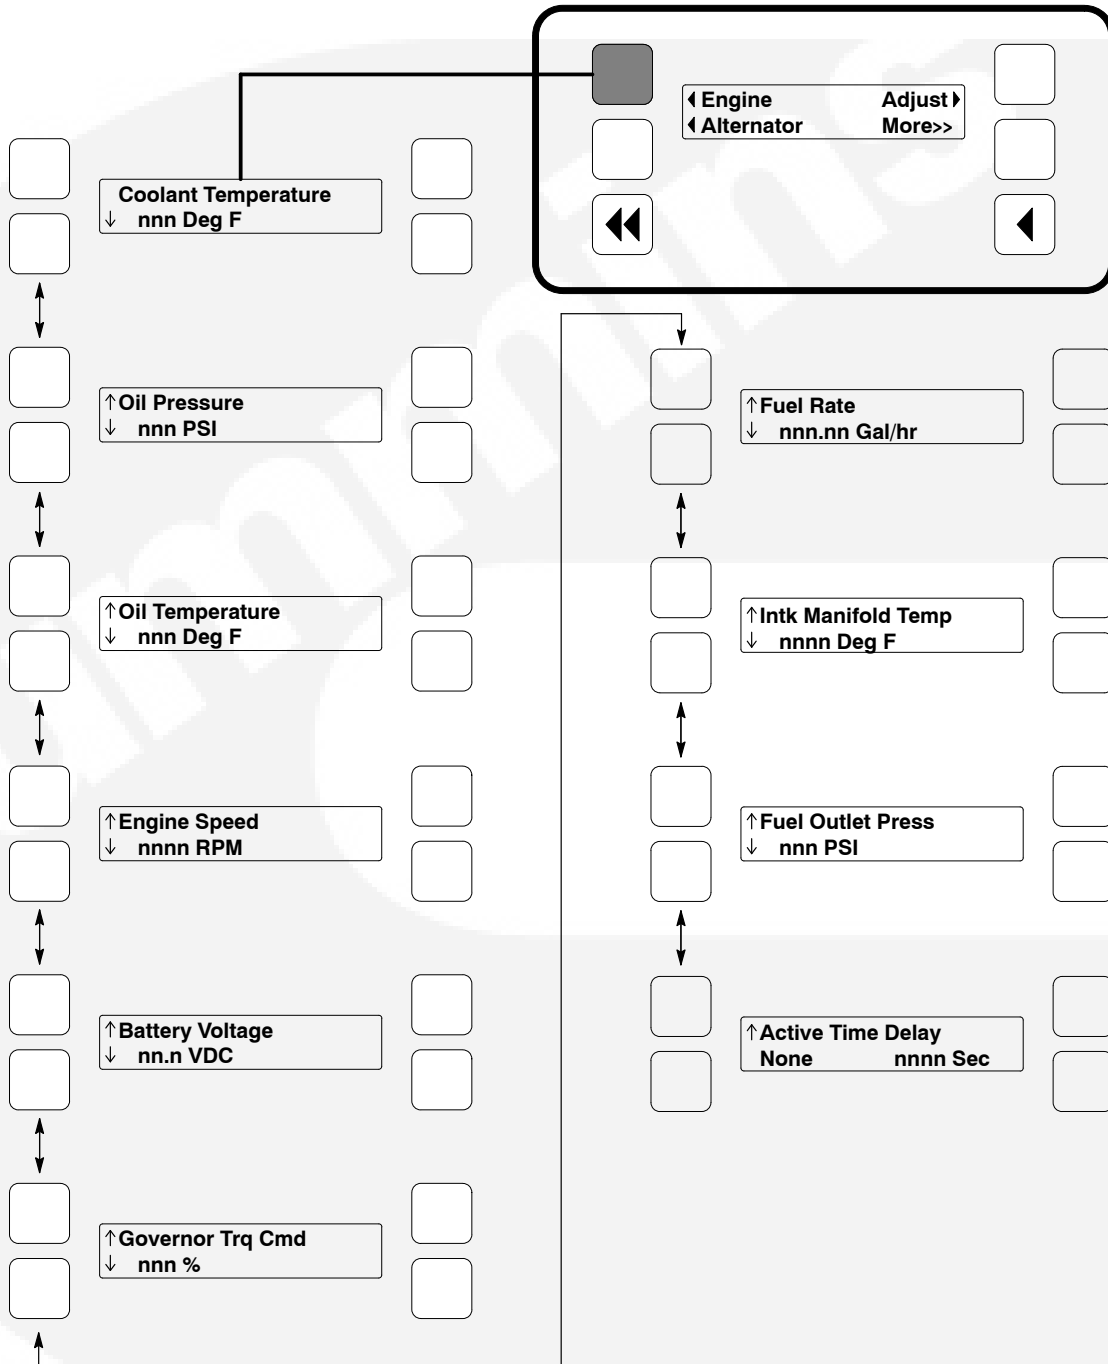 ◀ Engine Adjust ▶
◀ Alternator More>>
Coolant Temperature
↓ nnn Deg F
↑ Oil Pressure
↓ nnn PSI
↑ Oil Temperature
↓ nnn Deg F
↑ Engine Speed
↓ nnnn RPM
↑ Battery Voltage
↓ nn.n VDC
↑ Governor Trq Cmd
↓ nnn %
↑ Fuel Rate
↓ nnn.nn Gal/hr
↑ Intk Manifold Temp
↓ nnnn Deg F
↑ Fuel Outlet Press
↓ nnn PSI
↑ Active Time Delay
None nnnn Sec